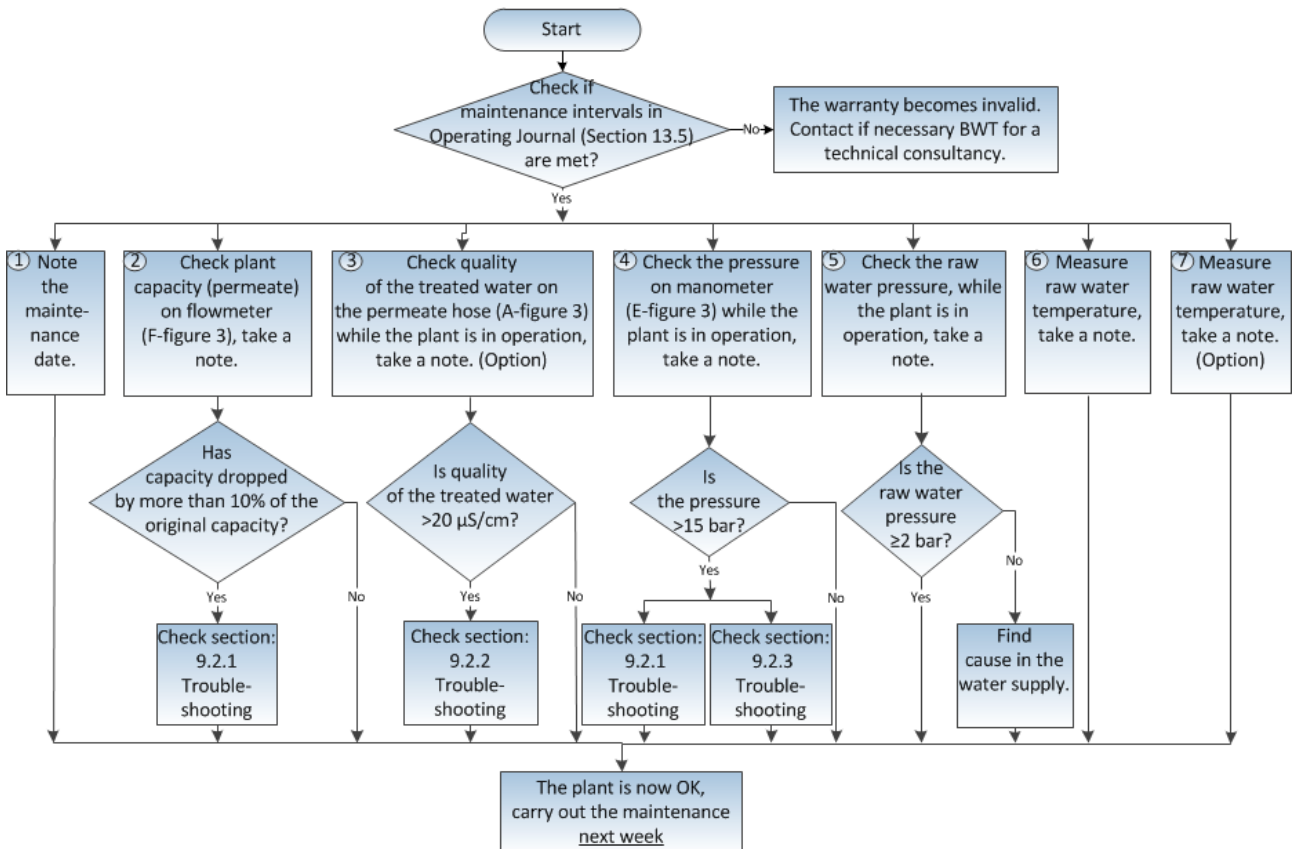 Start
Check if
maintenance intervals in
Operating Journal (Section 13.5)
are met?
No
The warranty becomes invalid.
Contact if necessary BWT for a
technical consultancy.
Yes
1 Note
the
mainte-
nance
date.
2 Check plant
capacity (permeate)
on flowmeter
(F-figure 3), take a
note.
3 Check quality
of the treated water on
the permeate hose (A-figure 3)
while the plant is in operation,
take a note. (Option)
4 Check the pressure
on manometer
(E-figure 3) while the
plant is in operation,
take a note.
5 Check the raw
water pressure, while
the plant is in
operation, take a
note.
6 Measure
raw water
temperature,
take a note.
7 Measure
raw water
temperature,
take a note.
(Option)
Has
capacity dropped
by more than 10% of the
original capacity?
Is quality
of the treated water
>20 µS/cm?
Is
the pressure
>15 bar?
Is the
raw water
pressure
≥2 bar?
Yes
No
Yes
No
Yes
No
Yes
No
Check section:
9.2.1
Trouble-
shooting
Check section:
9.2.2
Trouble-
shooting
Check section:
9.2.1
Trouble-
shooting
Check section:
9.2.3
Trouble-
shooting
Find
cause in the
water supply.
The plant is now OK,
carry out the maintenance
next week